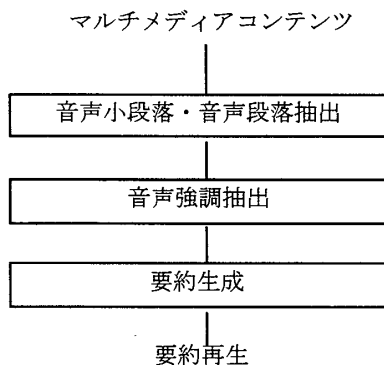 マルチメディアコンテンツ
音声小段落・音声段落抽出
音声強調抽出
要約生成
要約再生